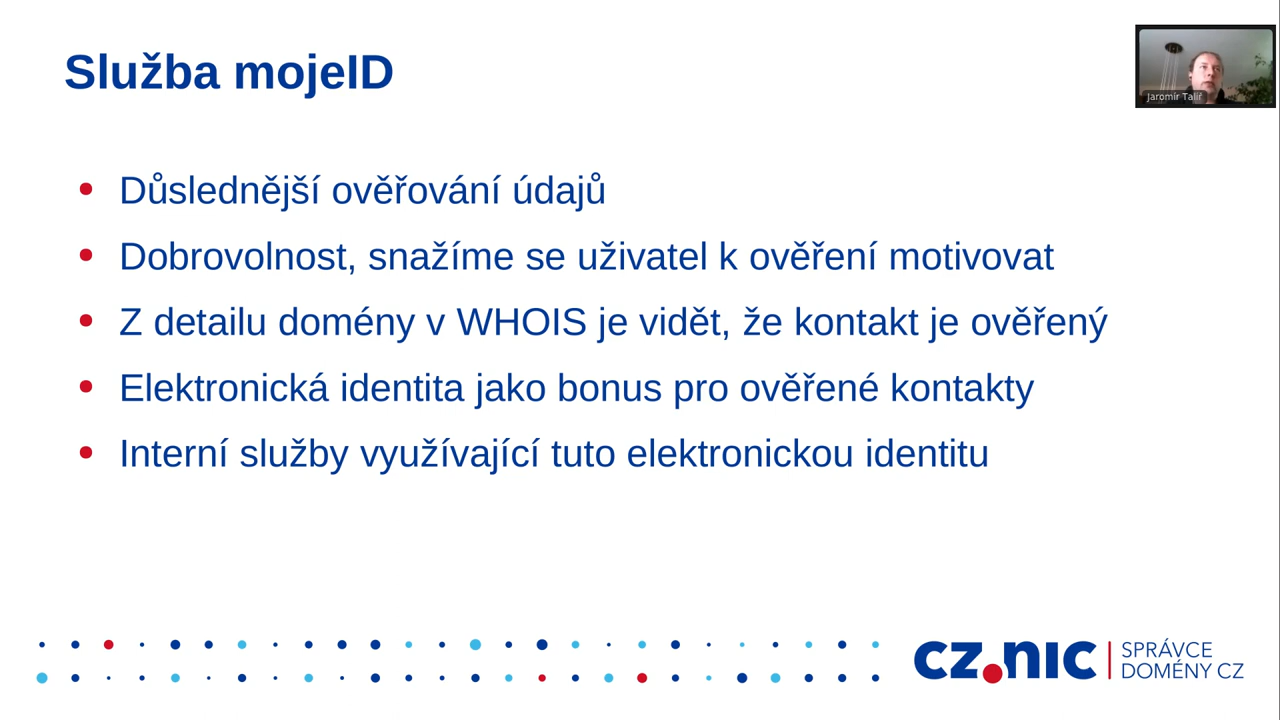 Služba mojeID
Jaromír Talíř
Důslednější ověřování údajů
Dobrovolnost, snažíme se uživatel k ověření motivovat
Z detailu domény v WHOIS je vidět, že kontakt je ověřený
Elektronická identita jako bonus pro ověřené kontakty
Interní služby využívající tuto elektronickou identitu
CZ.NIC
SPRÁVCE
DOMÉNY CZ